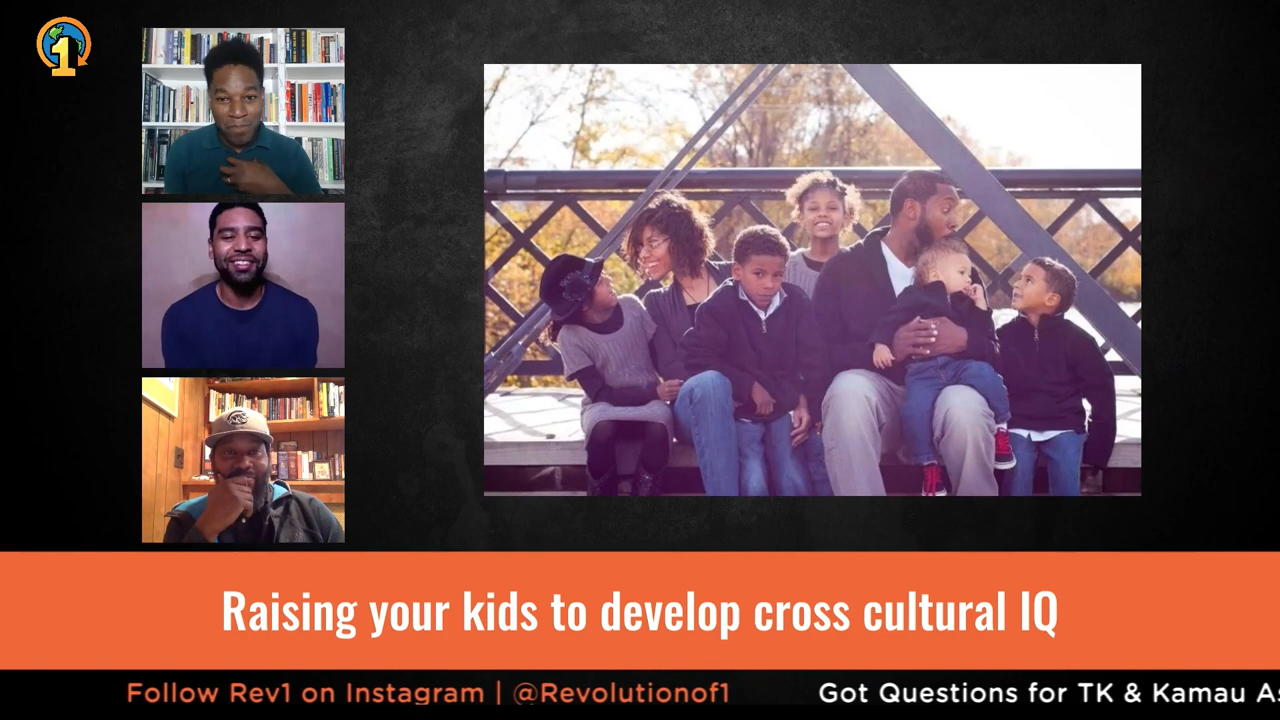 1
Raising your kids to develop cross cultural IQ
Follow Rev1 on Instagram | @Revolutionof1
Got Questions for TK & Kamau As